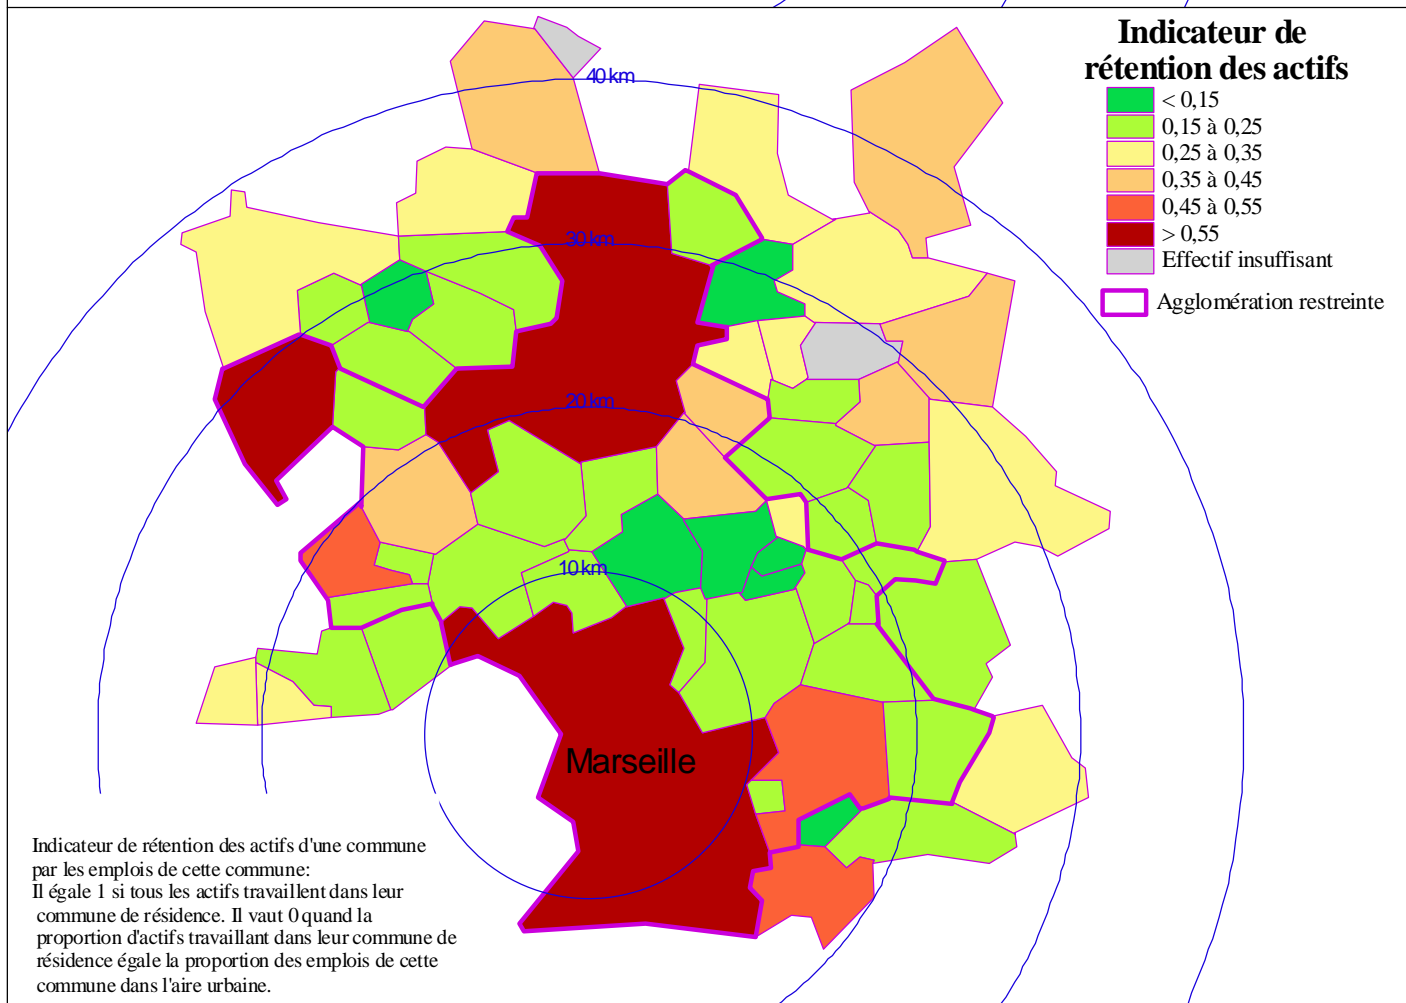 Indicateur de
rétention des actifs
< 0,15
0,15 à 0,25
0,25 à 0,35
0,35 à 0,45
0,45 à 0,55
> 0,55
Effectif insuffisant
Agglomération restreinte
40 km
30 km
20 km
10 km
Marseille
Indicateur de rétention des actifs d'une commune
par les emplois de cette commune:
Il égale 1 si tous les actifs travaillent dans leur
commune de résidence. Il vaut 0 quand la
proportion d'actifs travaillant dans leur commune de
résidence égale la proportion des emplois de cette
commune dans l'aire urbaine.